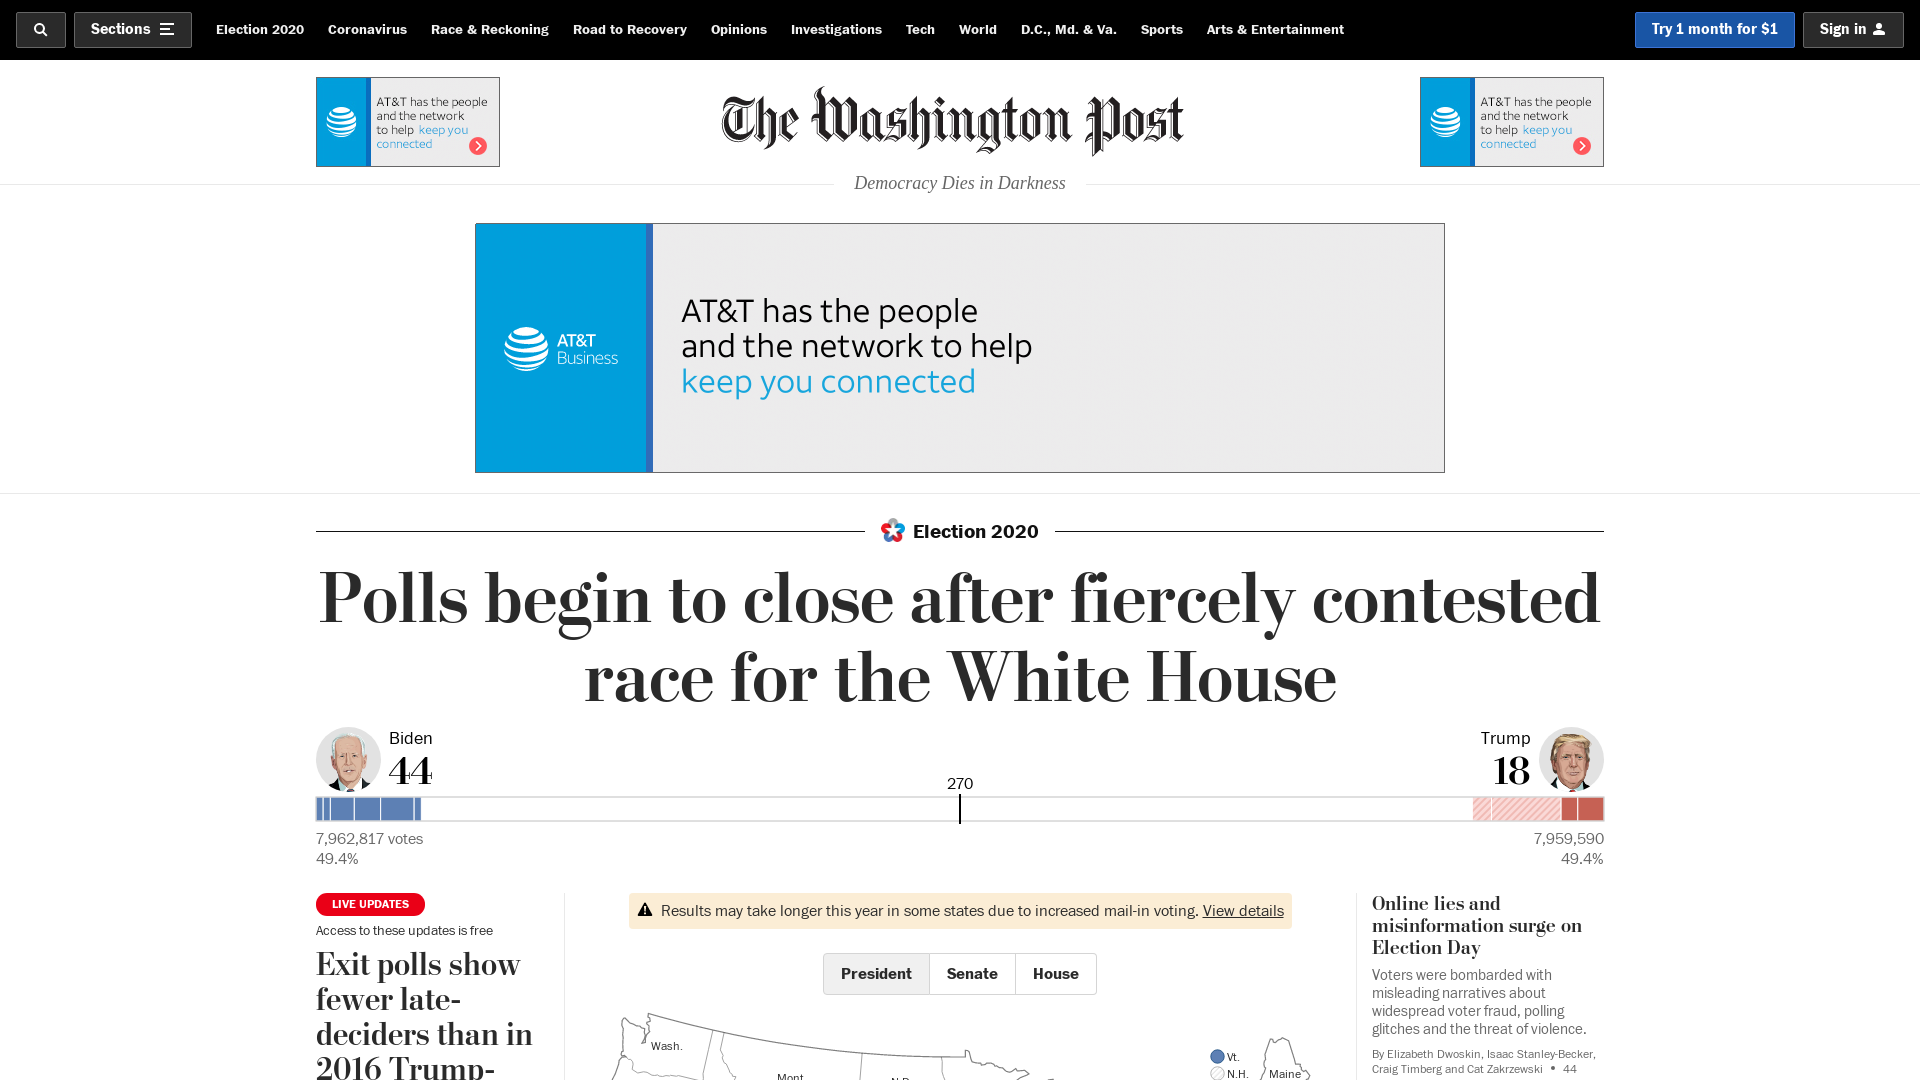 Sections
Election 2020
Coronavirus
Race & Reckoning
Road to Recovery
Opinions
Investigations
Tech
World
D.C., Md. & Va.
Sports
Arts & Entertainment
Try 1 month for $1
Sign in
AT&T has the people
and the network
to help keep you
connected
The Washington Post
AT&T has the people
and the network
to help keep you
connected
Democracy Dies in Darkness
AT&T
Business
AT&T has the people
and the network to help
keep you connected
Election 2020
Polls begin to close after fiercely contested
race for the White House
Biden
44
270
Trump
18
7,962,817 votes
49.4%
7,959,590
49.4%
LIVE UPDATES
Access to these updates is free
Exit polls show
fewer late-
deciders than in
2016 Trump-
Results may take longer this year in some states due to increased mail-in voting. View details
President
Senate
House
Wash.
Mont.
Vt.
N.H.
Maine
Online lies and
misinformation surge on
Election Day
Voters were bombarded with
misleading narratives about
widespread voter fraud, polling
glitches and the threat of violence.
By Elizabeth Dwoskin, Isaac Stanley-Becker,
Craig Timberg and Cat Zakrzewski • 44